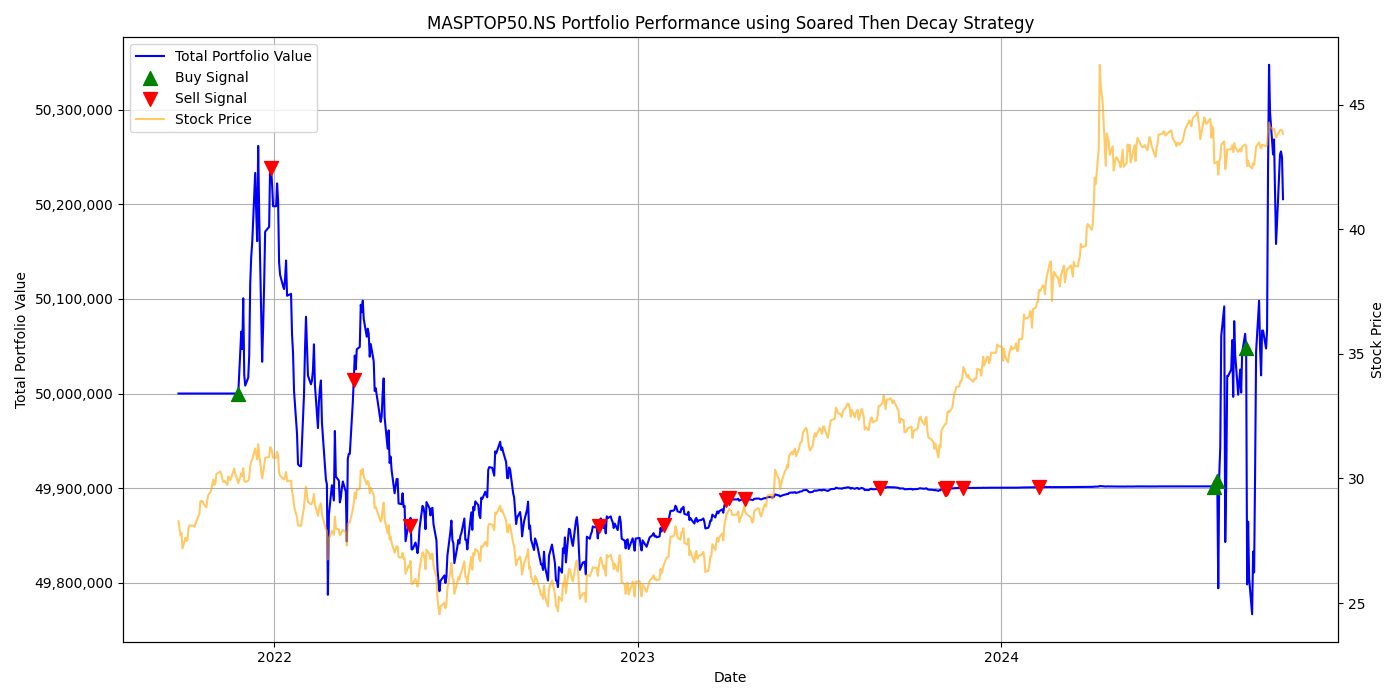 MASPTOP50.NS Portfolio Performance using Soared Then Decay Strategy
Total Portfolio Value
Buy Signal
Sell Signal
Stock Price
50,300,000
50,200,000
50,100,000
50,000,000
49,900,000
49,800,000
Total Portfolio Value
45
40
35
30
25
Stock Price
2022
2023
2024
Date